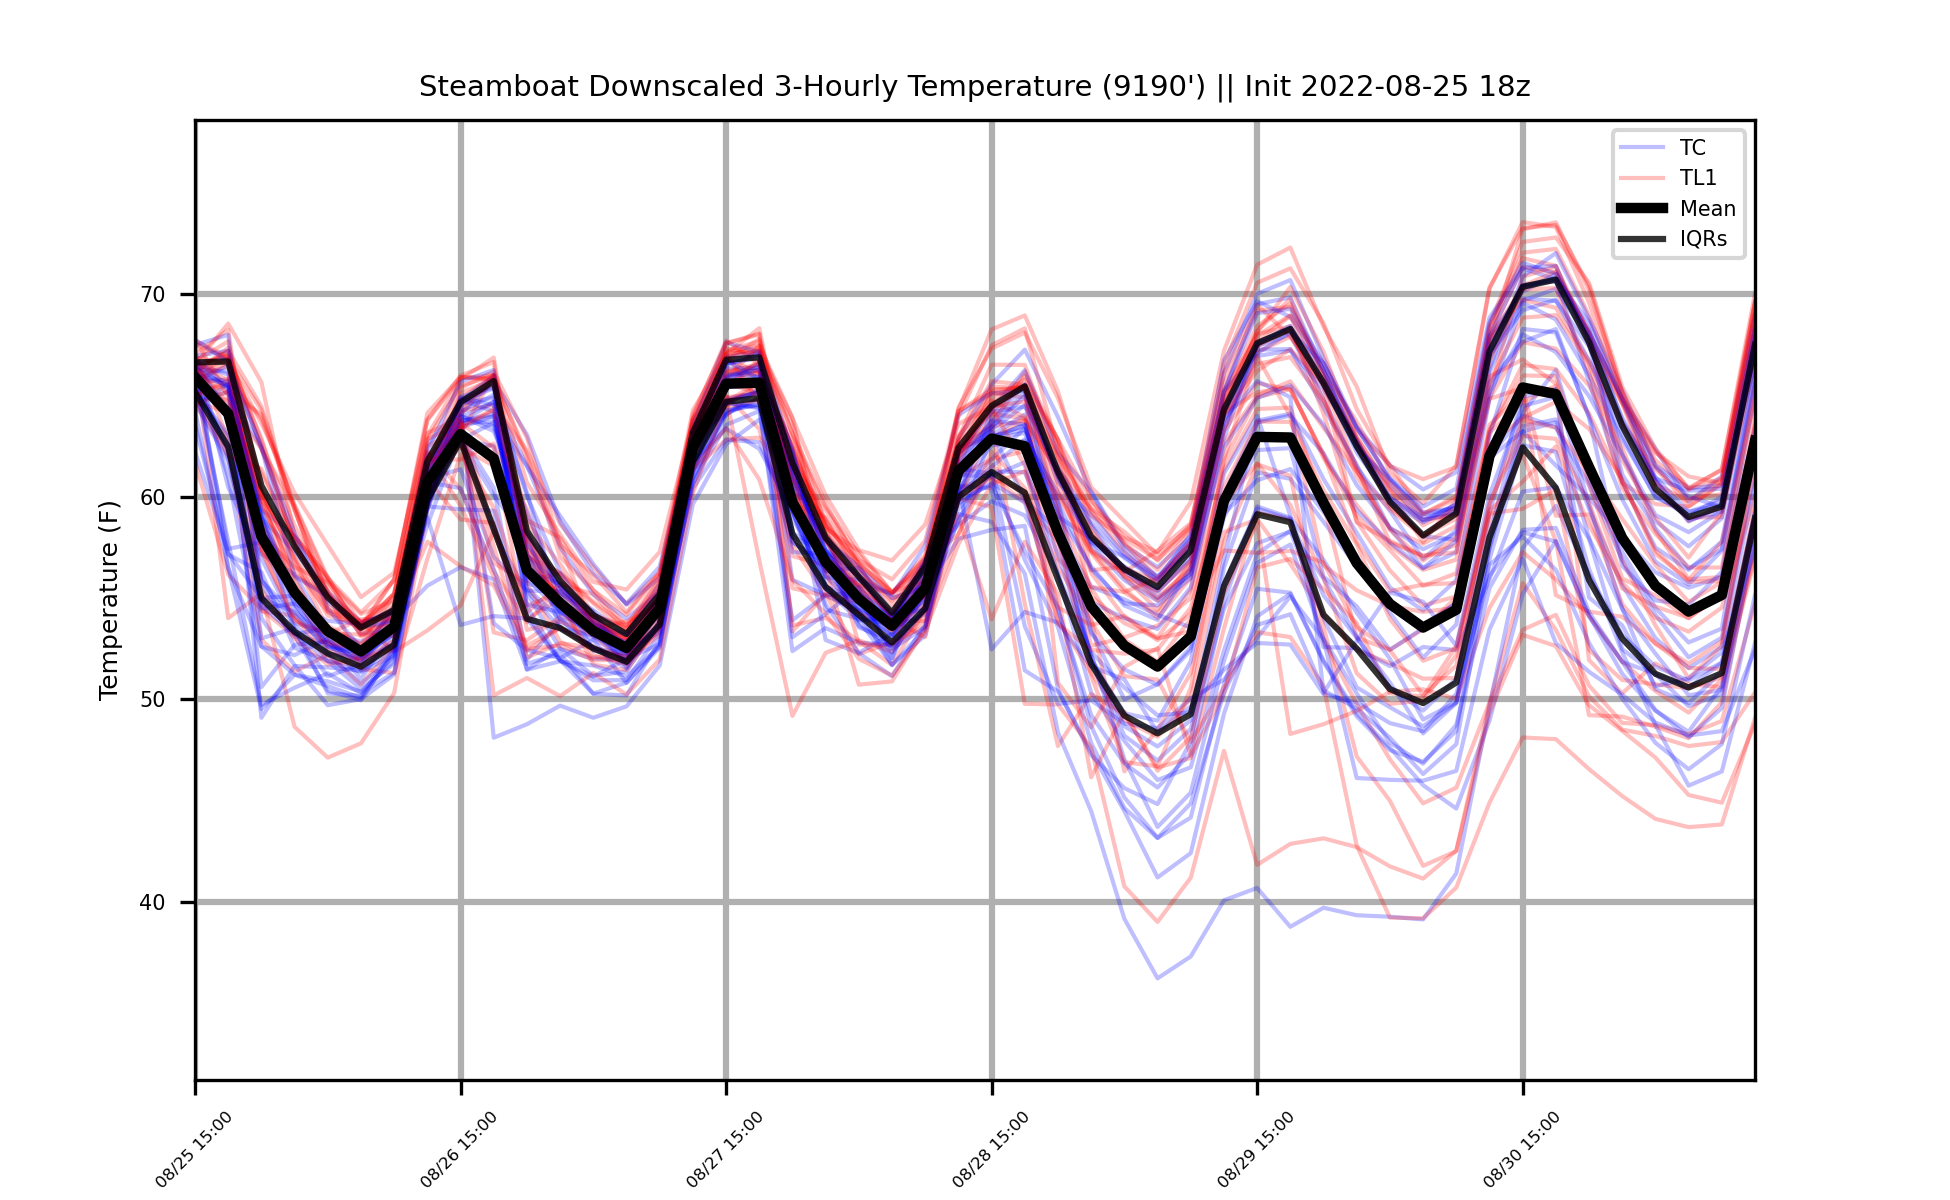 Steamboat Downscaled 3-Hourly Temperature (9190') || Init 2022-08-25 18z
TC
TL1
Mean
IQRs
Temperature (F)
70
60
50
40
08/25 15:00
08/26 15:00
08/27 15:00
08/28 15:00
08/29 15:00
08/30 15:00